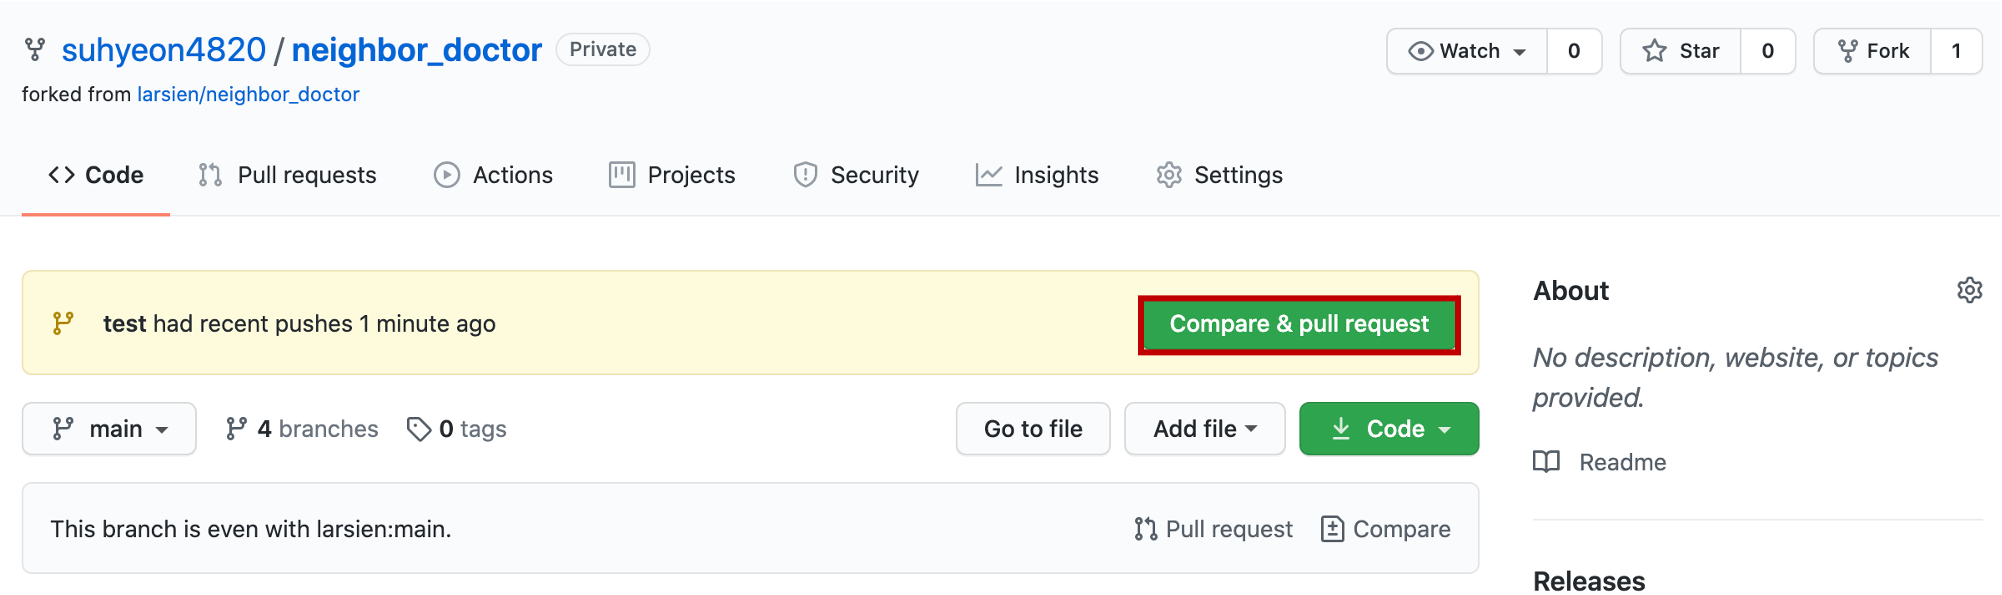 suhyeon4820 / neighbor_doctor Private
Watch 0 Star 0 Fork 1
forked from larsien/neighbor_doctor
Code Pull requests Actions Projects Security Insights Settings
test had recent pushes 1 minute ago Compare & pull request
main 4 branches 0 tags Go to file Add file Code
This branch is even with larsien:main. Pull request Compare
About
No description, website, or topics
provided.
Readme
Releases